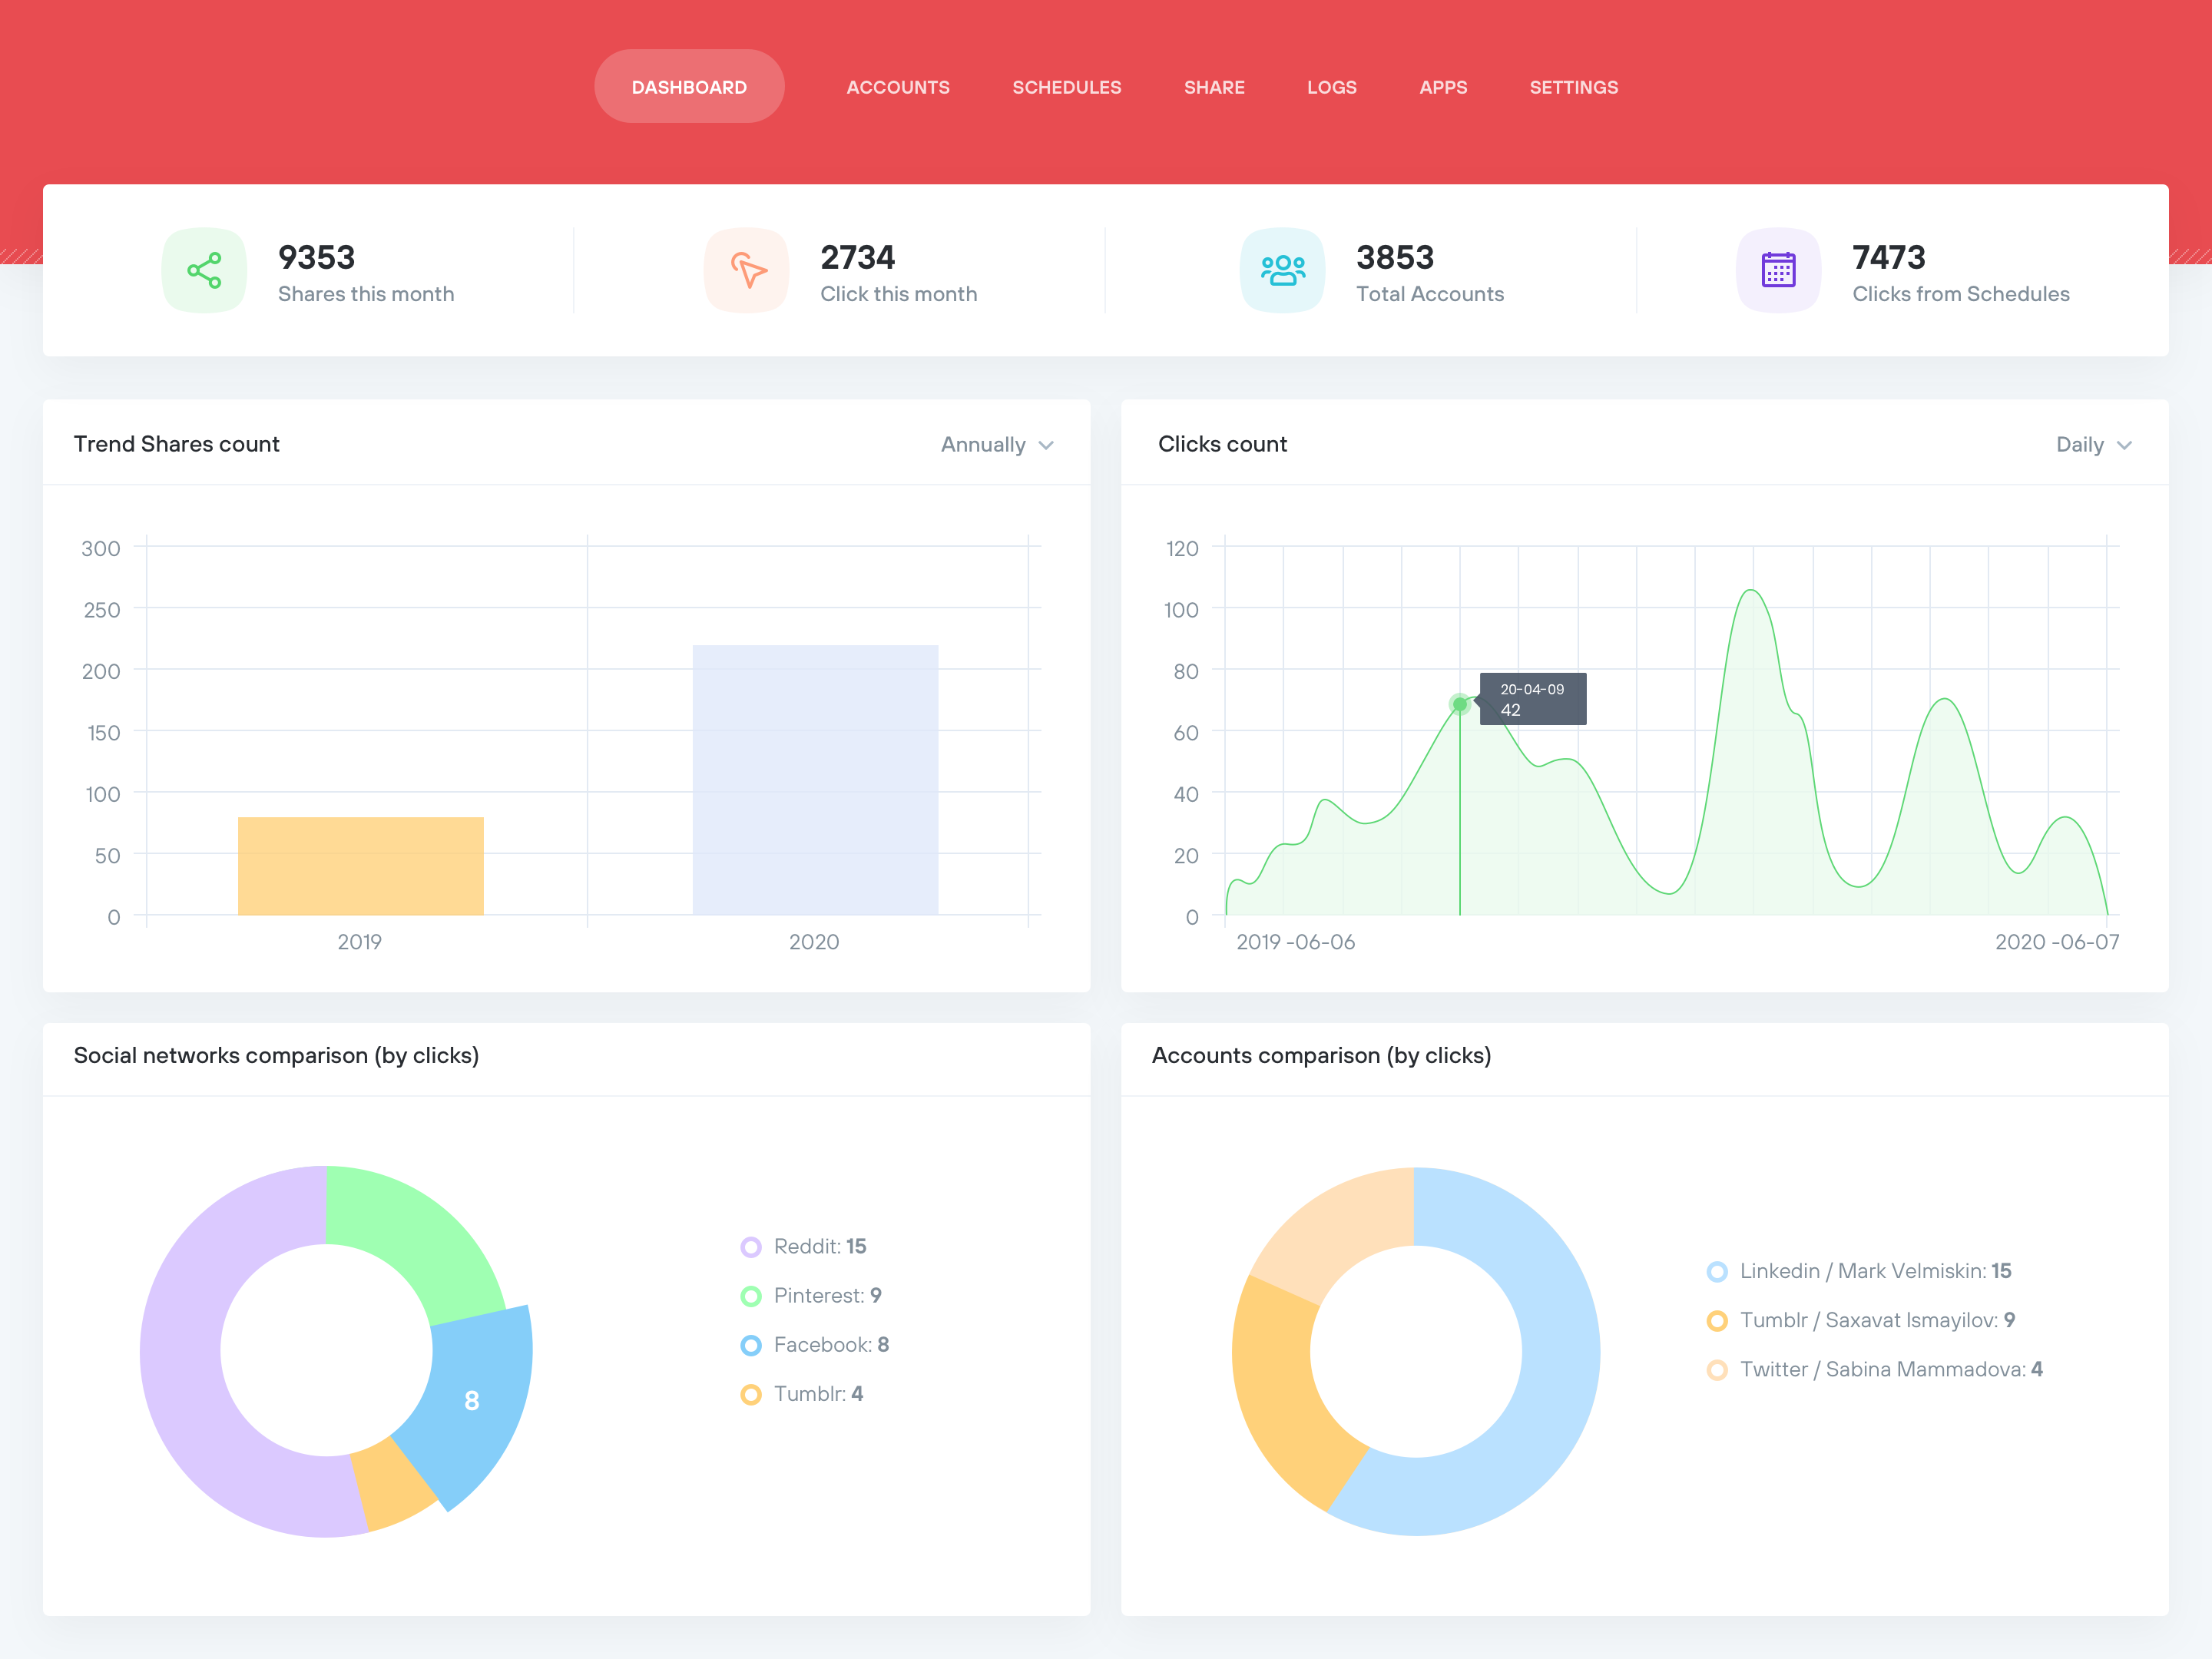 DASHBOARD ACCOUNTS SCHEDULES SHARE LOGS APPS SETTINGS
9353
Shares this month
2734
Click this month
3853
Total Accounts
7473
Clicks from Schedules
Trend Shares count
Annually
300
250
200
150
100
50
0
2019 2020
Clicks count
Daily
120
100
80
60
40
20
0
20-04-09
42
2019 -06-06 2020 -06-07
Social networks comparison (by clicks)
8
Reddit: 15
Pinterest: 9
Facebook: 8
Tumblr: 4
Accounts comparison (by clicks)
Linkedin / Mark Velmiskin: 15
Tumblr / Saxavat Ismayilov: 9
Twitter / Sabina Mammadova: 4